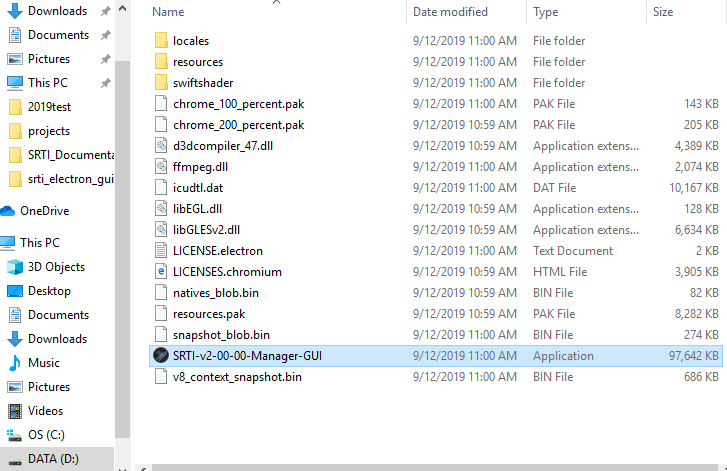 Downloads
Documents
Pictures
This PC
2019test
projects
SRTI_Documenta
srti_electron_gui
OneDrive
This PC
3D Objects
Desktop
Documents
Downloads
Music
Pictures
Videos
OS (C:)
DATA (D:)
Name Date modified Type Size
locales 9/12/2019 11:00 AM File folder
resources 9/12/2019 11:00 AM File folder
swiftshader 9/12/2019 11:00 AM File folder
chrome_100_percent.pak 9/12/2019 11:00 AM PAK File 143 KB
chrome_200_percent.pak 9/12/2019 10:59 AM PAK File 205 KB
d3dcompiler_47.dll 9/12/2019 10:59 AM Application extens... 4,389 KB
ffmpeg.dll 9/12/2019 11:00 AM Application extens... 2,074 KB
icudtl.dat 9/12/2019 11:00 AM DAT File 10,167 KB
libEGL.dll 9/12/2019 10:59 AM Application extens... 128 KB
libGLESv2.dll 9/12/2019 10:59 AM Application extens... 6,634 KB
LICENSE.electron 9/12/2019 11:00 AM Text Document 2 KB
LICENSES.chromium 9/12/2019 10:59 AM HTML File 3,905 KB
natives_blob.bin 9/12/2019 10:59 AM BIN File 82 KB
resources.pak 9/12/2019 10:59 AM PAK File 8,282 KB
snapshot_blob.bin 9/12/2019 11:00 AM BIN File 274 KB
SRTI-v2-00-00-Manager-GUI 9/12/2019 11:00 AM Application 97,642 KB
v8_context_snapshot.bin 9/12/2019 11:00 AM BIN File 686 KB